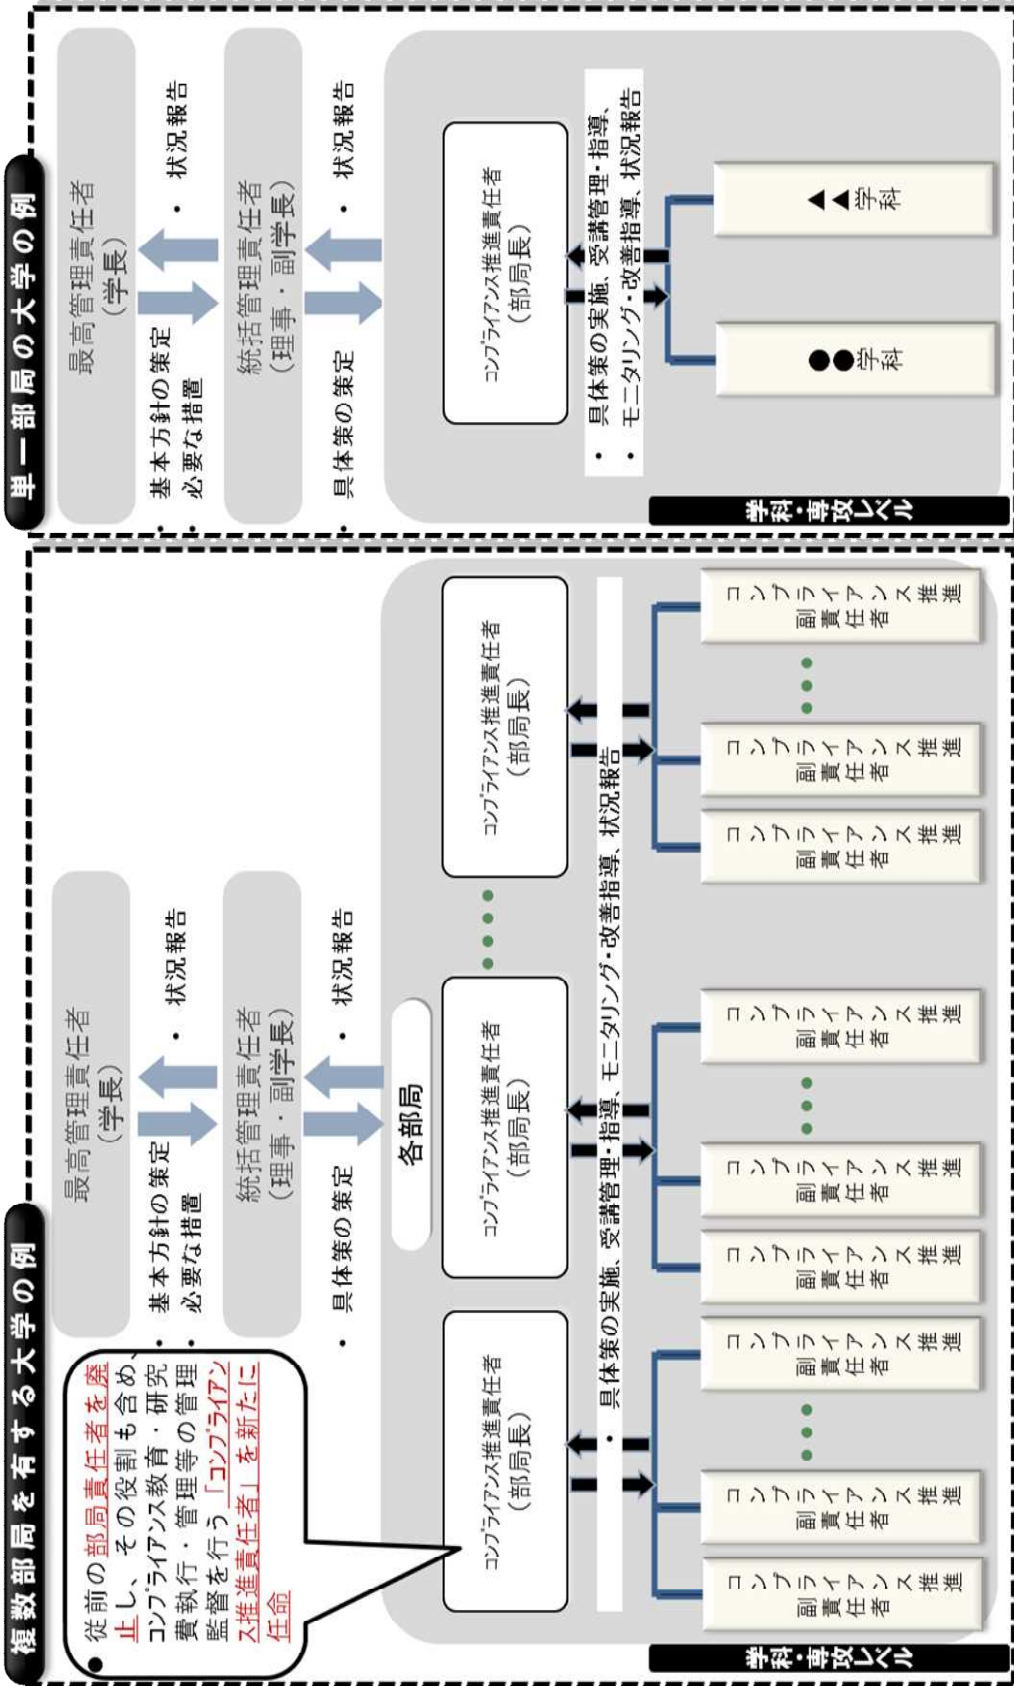 複数部局を有する大学の例
● 従前の部局責任者を廃
止し、その役割も含め、
コンプライアンス教育・研究
費執行・管理等の管理
監督を行う「コンプライアン
ス推進責任者」を新たに
任命
最高管理責任者
(学長)
・ 基本方針の策定
・ 必要な措置
・ 状況報告
統括管理責任者
(理事・副学長)
・ 具体策の策定
・ 状況報告
各部局
コンプライアンス推進責任者
(部局長)
コンプライアンス推進責任者
(部局長)
コンプライアンス推進責任者
(部局長)
・ 具体策の実施、受講管理・指導、モニタリング・改善指導、状況報告
学科・専攻レベル
コンプライアンス推進
副責任者
コンプライアンス推進
副責任者
コンプライアンス推進
副責任者
コンプライアンス推進
副責任者
コンプライアンス推進
副責任者
コンプライアンス推進
副責任者
コンプライアンス推進
副責任者
コンプライアンス推進
副責任者
コンプライアンス推進
副責任者
単一部局の大学の例
最高管理責任者
(学長)
・ 基本方針の策定
・ 必要な措置
・ 状況報告
統括管理責任者
(理事・副学長)
・ 具体策の策定
・ 状況報告
コンプライアンス推進責任者
(部局長)
・ 具体策の実施、受講管理・指導、
・ モニタリング・改善指導、状況報告
学科・専攻レベル
●●学科
▲▲学科